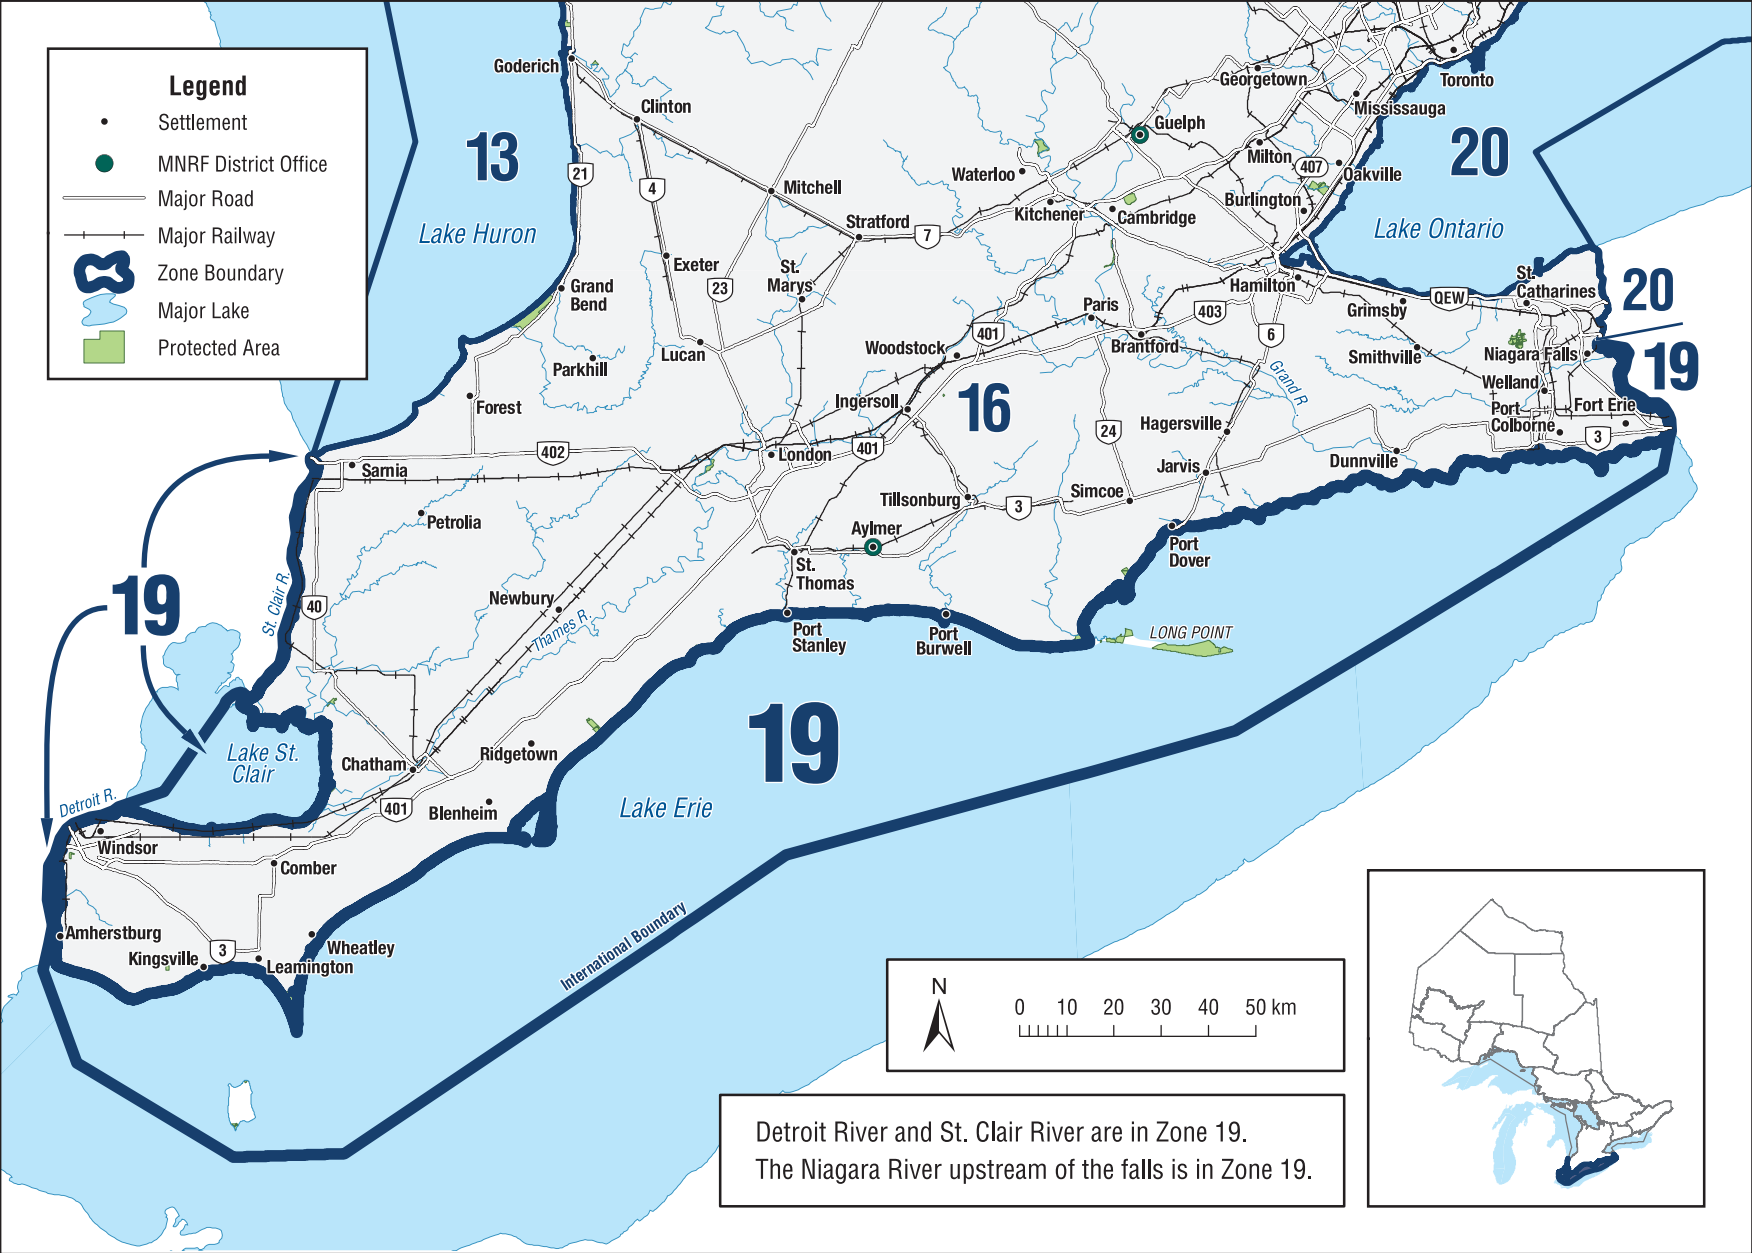 Legend
Settlement
MNRF District Office
Major Road
Major Railway
Zone Boundary
Major Lake
Protected Area
Goderich
Clinton
13
21
4
Lake Huron
Mitchell
Stratford
7
Exeter
23
St.
Marys
Grand
Bend
Parkhill
Lucan
Forest
Georgetown
Toronto
Mississauga
Guelph
20
Milton
407
Oakville
Waterloo
Kitchener
Cambridge
Burlington
Lake Ontario
Hamilton
St.
Catharines
20
QEW
Grimsby
Paris
403
401
6
Woodstock
Brantford
Smithville
Niagara Falls
19
Grand R.
Welland
Ingersoll
16
Port
Colborne
Fort Erie
3
Hagersville
24
Dunnville
Jarvis
402
London
401
Sarnia
Petrolia
Tillsonburg
3
Simcoe
Aylmer
Port
Dover
St.
Thomas
19
St. Clair R.
40
Newbury
Thames R.
Port
Stanley
Port
Burwell
LONG POINT
19
Lake St.
Clair
Chatham
Ridgetown
Detroit R.
401
Blenheim
Lake Erie
Windsor
Comber
Amherstburg
Kingsville
3
Leamington
Wheatley
International Boundary
N
0 10 20 30 40 50 km
Detroit River and St. Clair River are in Zone 19.
The Niagara River upstream of the falls is in Zone 19.